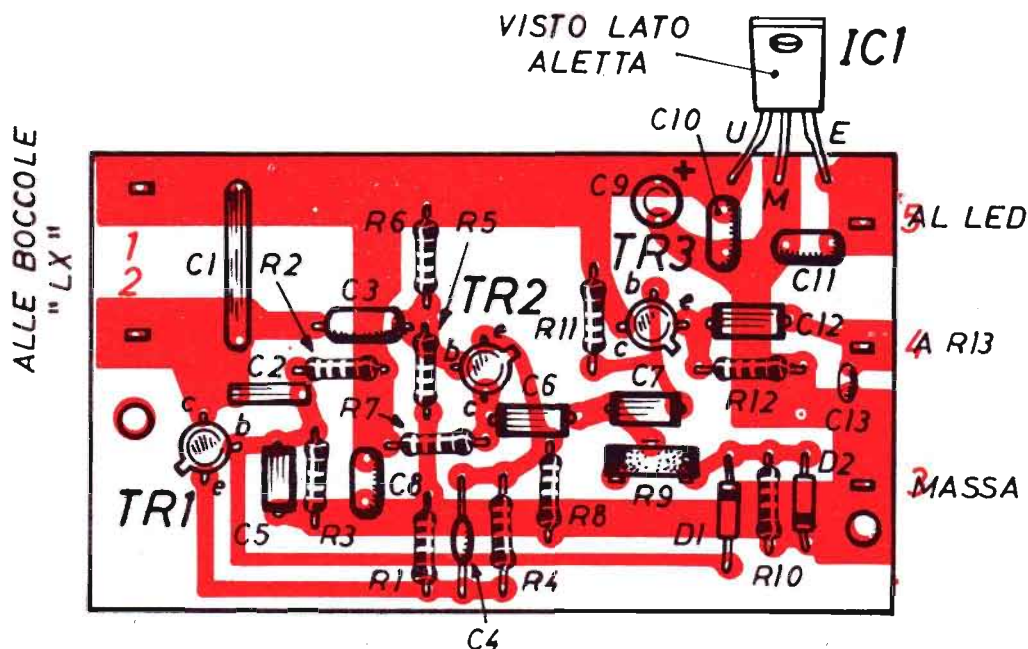 VISTO LATO
ALETTA
IC1
C10
U
E
M
ALLE BOCCOLE
"LX"
1
2
C1
R2
C3
R6
R5
TR2
C9
+
TR3
C11
5 AL LED
b
e
c
R11
C12
4 A R13
C2
b
e
c
C6
C7
R12
C13
R7
c
b
e
TR1
C5
R3
C8
R8
R9
D2
3 MASSA
D1
R10
R1
R4
C4